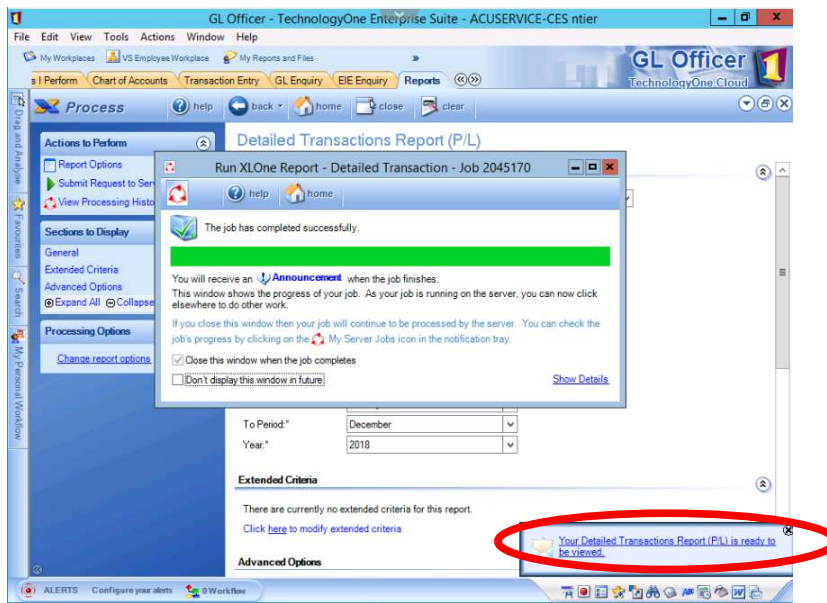 GL Officer - TechnologyOne Enterprise Suite - ACUSERVICE-CES ntier
File Edit View Tools Actions Window Help
My Workplaces VS Employee Workplace My Reports and Files »
GL Officer
TechnologyOne Cloud
s I Perform Chart of Accounts Transaction Entry GL Enquiry EIE Enquiry Reports
Process help back home close clear
Drag and Analyse
Favourites
Search
My Personal Workflow
Actions to Perform
Report Options
Submit Request to Ser
View Processing Histo
Sections to Display
General
Extended Criteria
Advanced Options
Expand All Collapse
Processing Options
Change report options
Detailed Transactions Report (P/L)
Run XLOne Report - Detailed Transaction - Job 2045170
help home
The job has completed successfully.
You will receive an Announcement when the job finishes.
This window shows the progress of your job. As your job is running on the server, you can now click
elsewhere to do other work.
If you close this window then your job will continue to be processed by the server. You can check the
job's progress by clicking on the My Server Jobs icon in the notification tray.
Close this window when the job completes
Don't display this window in future
Show Details
To Period:* December
Year:* 2018
Extended Criteria
There are currently no extended criteria for this report.
Click here to modify extended criteria
Your Detailed Transactions Report (P/L) is ready to
be viewed.
Advanced Options
ALERTS Configure your alerts 0 Workflow